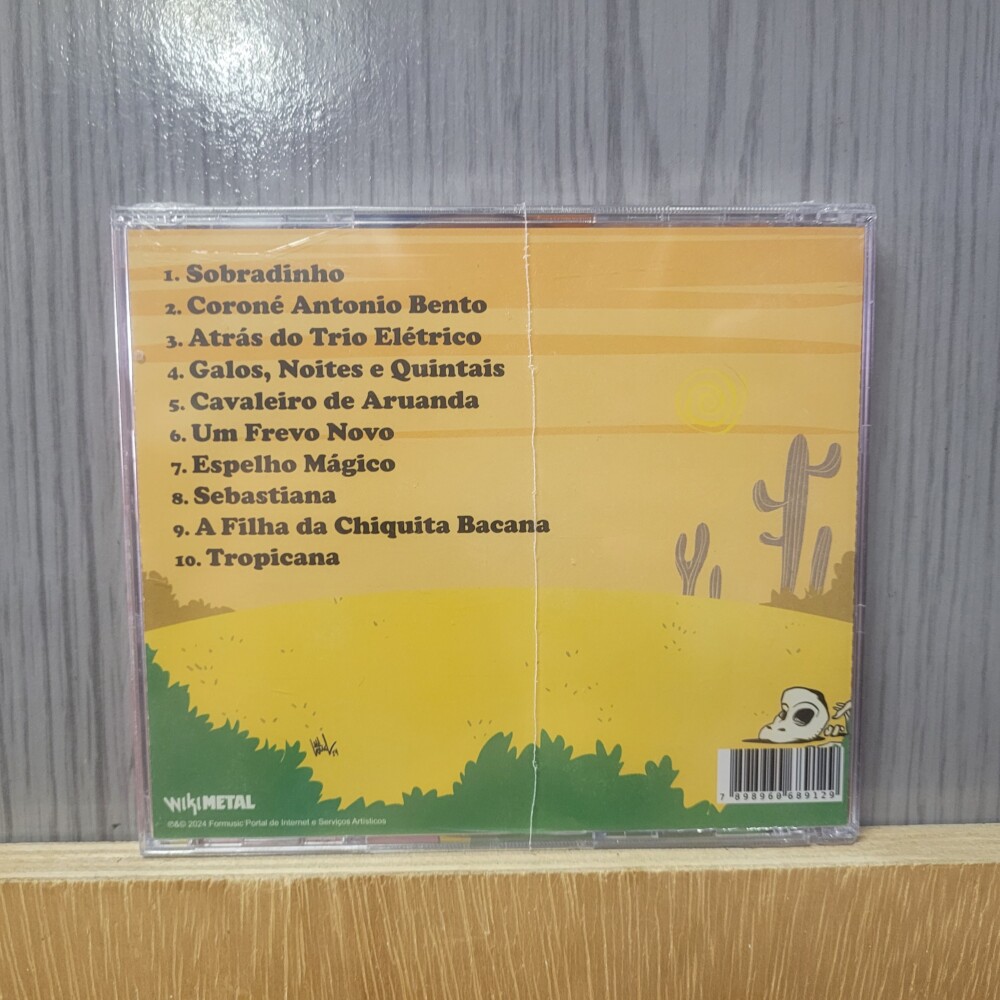 1. Sobradinho
2. Coroné Antonio Bento
3. Atrás do Trio Elétrico
4. Galos, Noites e Quintais
5. Cavaleiro de Aruanda
6. Um Frevo Novo
7. Espelho Mágico
8. Sebastiana
9. A Filha da Chiquita Bacana
10. Tropicana
WIKIMETAL
℗&© 2024 Formusic Portal de Internet e Serviços Artísticos
7 898960 689129